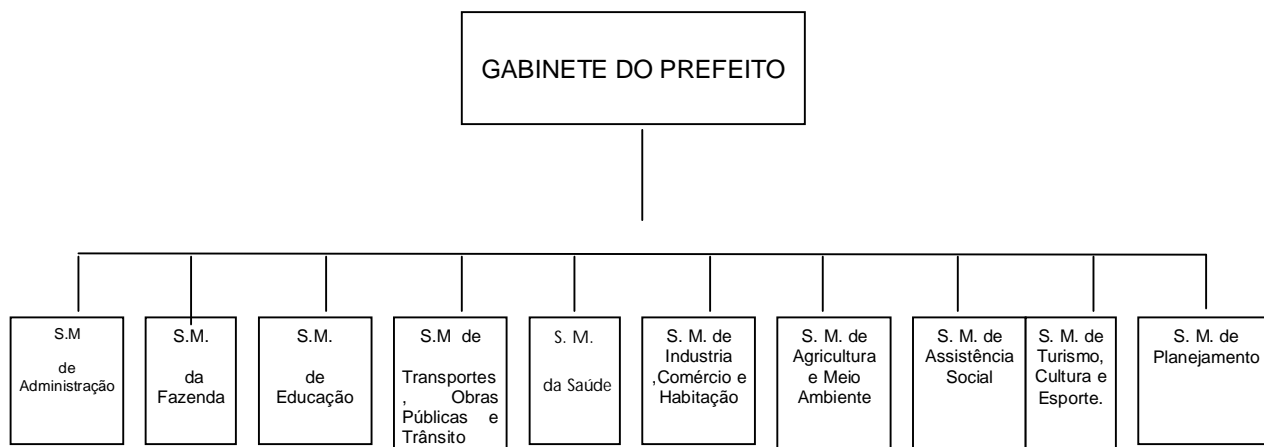 GABINETE DO PREFEITO
S.M
de
Administração
S.M.
da
Fazenda
S.M.
de
Educação
S.M de
Transportes
, Obras
Públicas e
Trânsito
S. M.
da Saúde
S. M. de
Industria
,Comércio e
Habitação
S. M. de
Agricultura
e Meio
Ambiente
S. M. de
Assistência
Social
S. M. de
Turismo,
Cultura e
Esporte.
S. M. de
Planejamento